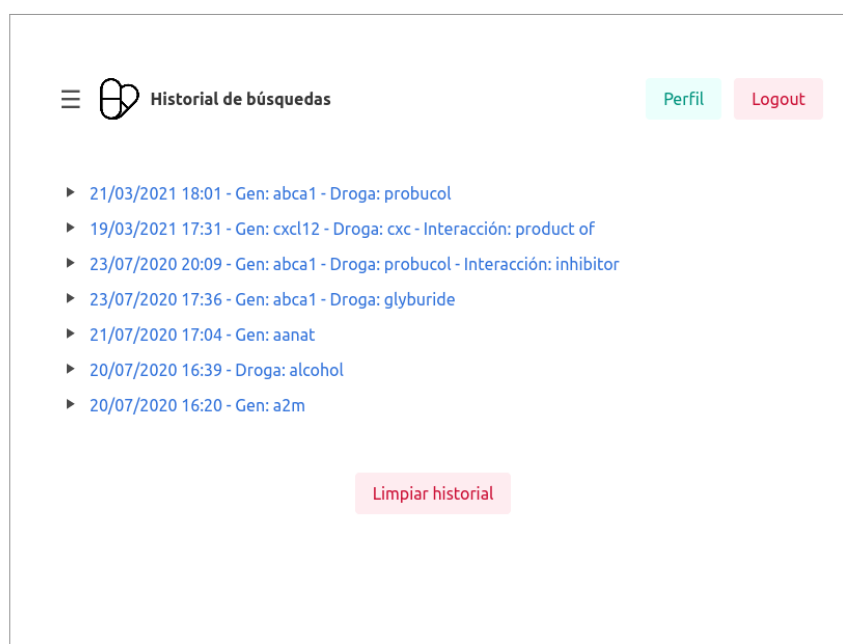 Historial de búsquedas
Perfil
Logout
21/03/2021 18:01 - Gen: abca1 - Droga: probucol
19/03/2021 17:31 - Gen: cxcl12 - Droga: cxc - Interacción: product of
23/07/2020 20:09 - Gen: abca1 - Droga: probucol - Interacción: inhibitor
23/07/2020 17:36 - Gen: abca1 - Droga: glyburide
21/07/2020 17:04 - Gen: aanat
20/07/2020 16:39 - Droga: alcohol
20/07/2020 16:20 - Gen: a2m
Limpiar historial